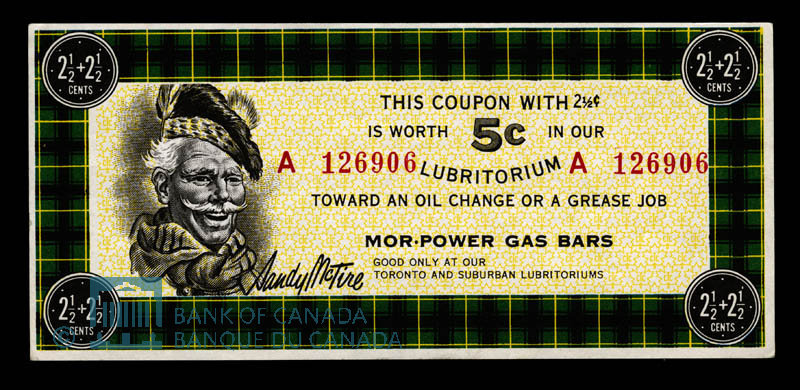 2½+2½ CENTS
2½+2½ CENTS
THIS COUPON WITH 2½¢
IS WORTH 5¢ IN OUR
A 126906 LUBRITORIUM A 126906
TOWARD AN OIL CHANGE OR A GREASE JOB
MOR·POWER GAS BARS
GOOD ONLY AT OUR
TORONTO AND SUBURBAN LUBRITORIUMS
Sandy McTire
2½+2½ CENTS
2½+2½ CENTS
© BANK OF CANADA
BANQUE DU CANADA